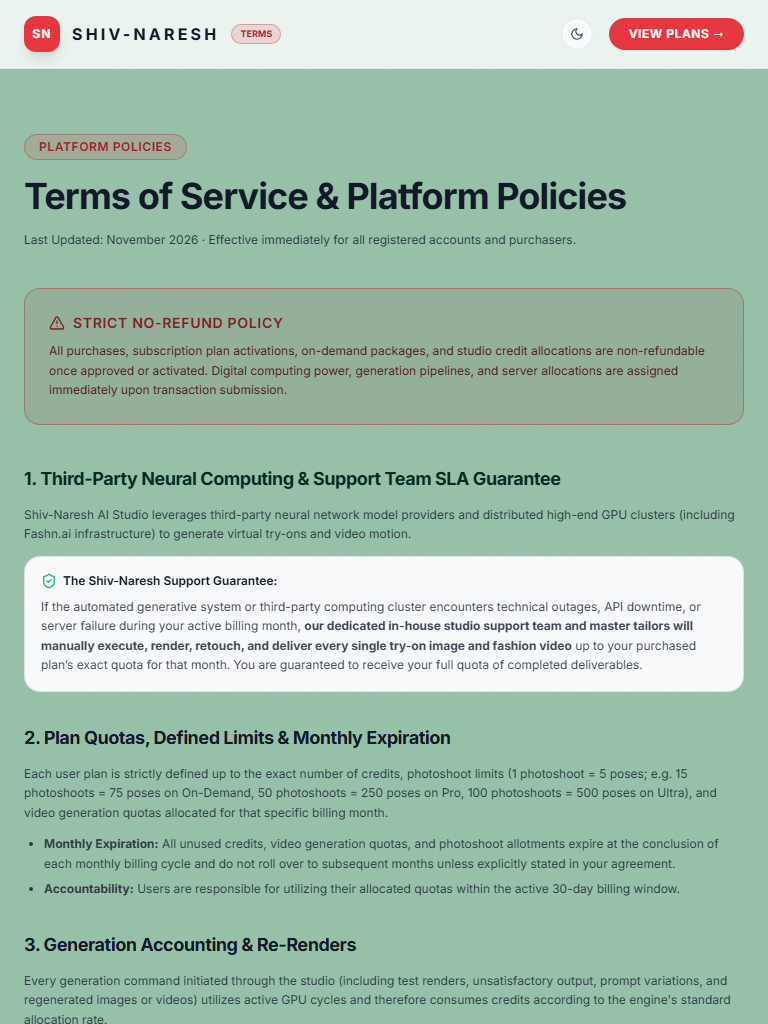 SN SHIV-NARESH TERMS VIEW PLANS →
PLATFORM POLICIES
Terms of Service & Platform Policies
Last Updated: November 2026 · Effective immediately for all registered accounts and purchasers.
STRICT NO-REFUND POLICY
All purchases, subscription plan activations, on-demand packages, and studio credit allocations are non-refundable
once approved or activated. Digital computing power, generation pipelines, and server allocations are assigned
immediately upon transaction submission.
1. Third-Party Neural Computing & Support Team SLA Guarantee
Shiv-Naresh AI Studio leverages third-party neural network model providers and distributed high-end GPU clusters (including
Fashn.ai infrastructure) to generate virtual try-ons and video motion.
The Shiv-Naresh Support Guarantee:
If the automated generative system or third-party computing cluster encounters technical outages, API downtime, or
server failure during your active billing month, our dedicated in-house studio support team and master tailors will
manually execute, render, retouch, and deliver every single try-on image and fashion video up to your purchased
plan's exact quota for that month. You are guaranteed to receive your full quota of completed deliverables.
2. Plan Quotas, Defined Limits & Monthly Expiration
Each user plan is strictly defined up to the exact number of credits, photoshoot limits (1 photoshoot = 5 poses; e.g. 15
photoshoots = 75 poses on On-Demand, 50 photoshoots = 250 poses on Pro, 100 photoshoots = 500 poses on Ultra), and
video generation quotas allocated for that specific billing month.
• Monthly Expiration: All unused credits, video generation quotas, and photoshoot allotments expire at the conclusion of
each monthly billing cycle and do not roll over to subsequent months unless explicitly stated in your agreement.
• Accountability: Users are responsible for utilizing their allocated quotas within the active 30-day billing window.
3. Generation Accounting & Re-Renders
Every generation command initiated through the studio (including test renders, unsatisfactory output, prompt variations, and
regenerated images or videos) utilizes active GPU cycles and therefore consumes credits according to the engine's standard
allocation rate.